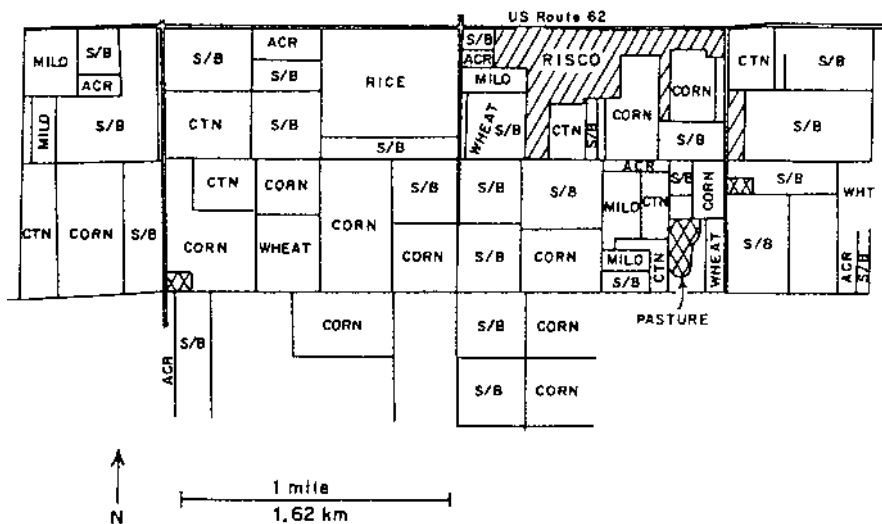 US Route 62
S/B
MILO
ACR
S/B
MILO
S/B
ACR
S/B
CTN
S/B
RICE
S/B
S/B
ACR
MILO
WHEAT
S/B
RISCO
CTN
S/B
CORN
CORN
S/B
CTN
S/B
S/B
CTN
CORN
S/B
CTN
CORN
CORN
WHEAT
CORN
S/B
CORN
S/B
S/B
S/B
CORN
ACR
MILO
CTN
S/B
CORN
MILO
S/B
CTN
WHEAT
S/B
S/B
WHT
ACR
S/B
PASTURE
ACR
S/B
CORN
S/B
CORN
S/B
CORN
N
1 mile
1,62 km